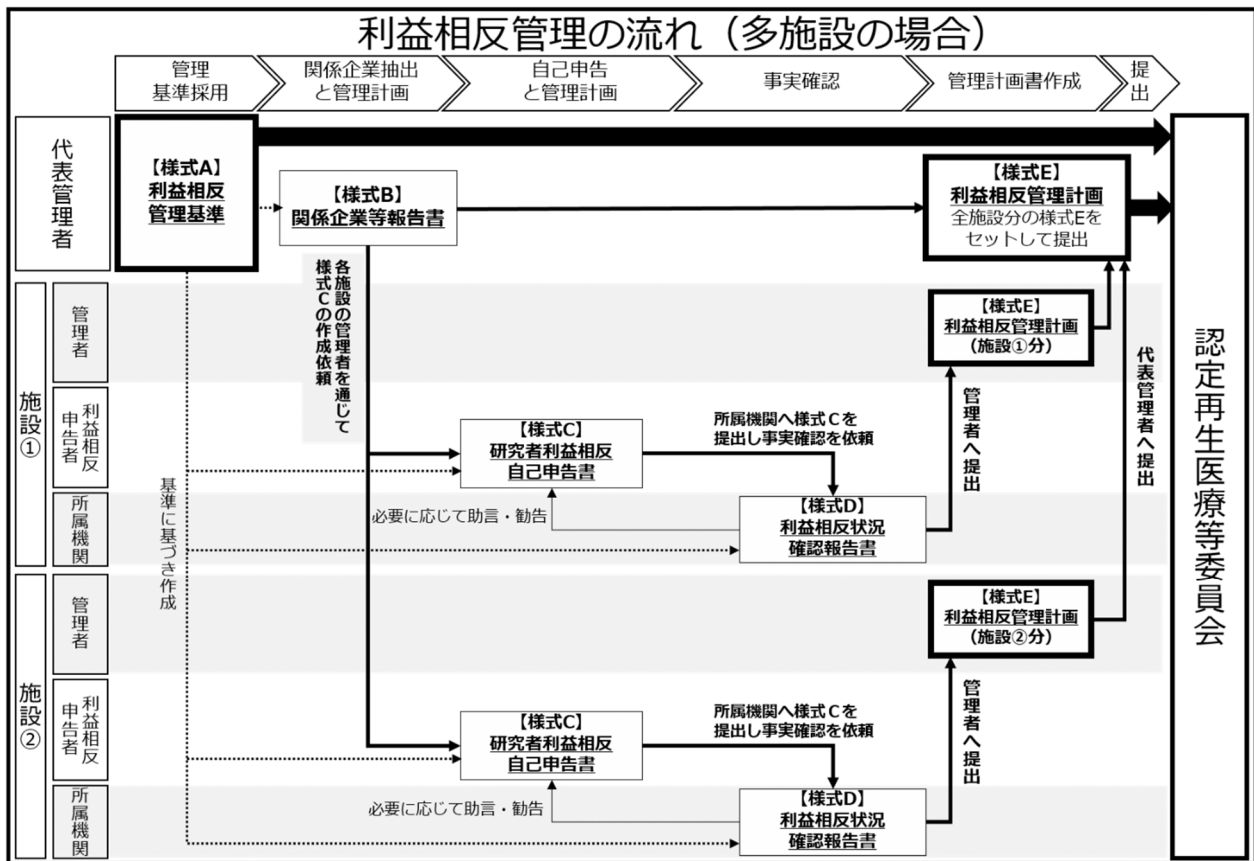 利益相反管理の流れ（多施設の場合）
管理
基準採用
関係企業抽出
と管理計画
自己申告
と管理計画
事実確認
管理計画書作成
提
出
代表管理者
【様式A】
利益相反
管理基準
【様式B】
関係企業等報告書
【様式E】
利益相反管理計画
全施設分の様式Eを
セットして提出
認定再生医療等委員会
各施設の管理者を通じて
様式Ｃの作成依頼
基準に基づき作成
代表管理者へ提出
施設①
管理者
【様式E】
利益相反管理計画
（施設①分）
利益相反
申告者
【様式C】
研究者利益相反
自己申告書
所属機関へ様式Ｃを
提出し事実確認を依頼
管理者へ提出
所属機関
必要に応じて助言・勧告
【様式D】
利益相反状況
確認報告書
施設②
管理者
【様式E】
利益相反管理計画
（施設②分）
利益相反
申告者
【様式C】
研究者利益相反
自己申告書
所属機関へ様式Ｃを
提出し事実確認を依頼
管理者へ提出
所属機関
必要に応じて助言・勧告
【様式D】
利益相反状況
確認報告書